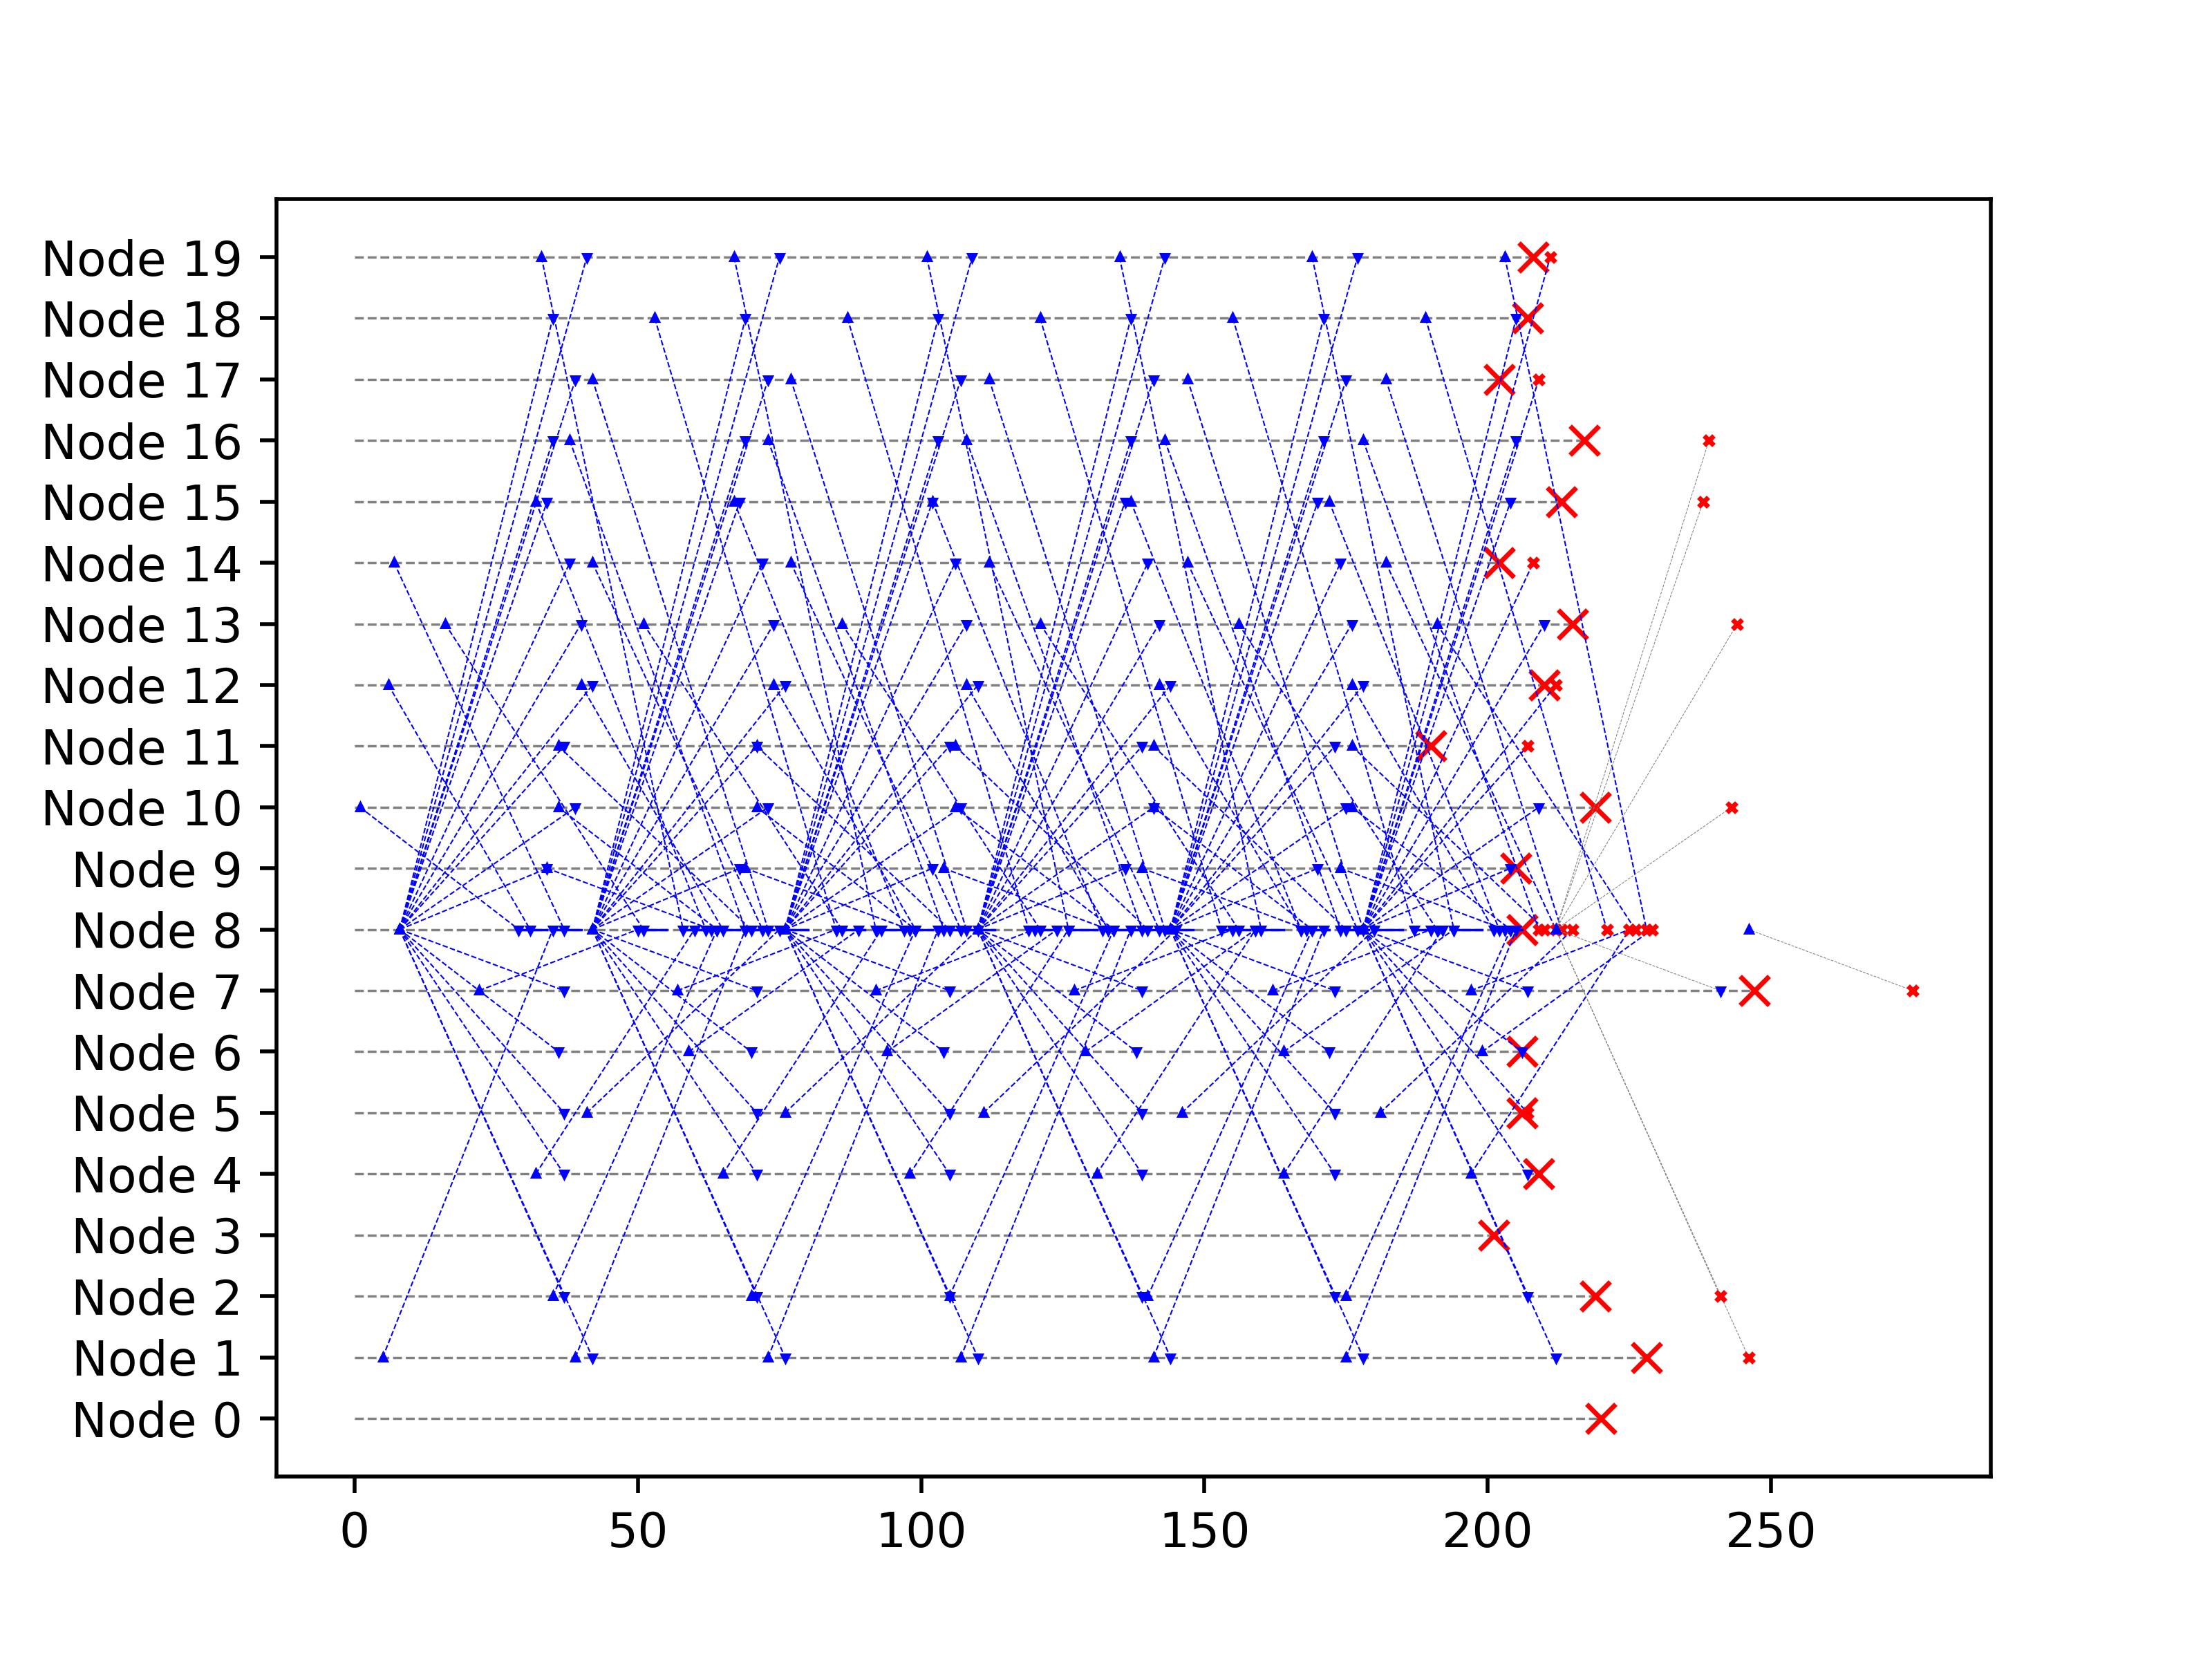 Node 19
Node 18
Node 17
Node 16
Node 15
Node 14
Node 13
Node 12
Node 11
Node 10
Node 9
Node 8
Node 7
Node 6
Node 5
Node 4
Node 3
Node 2
Node 1
Node 0
0 50 100 150 200 250